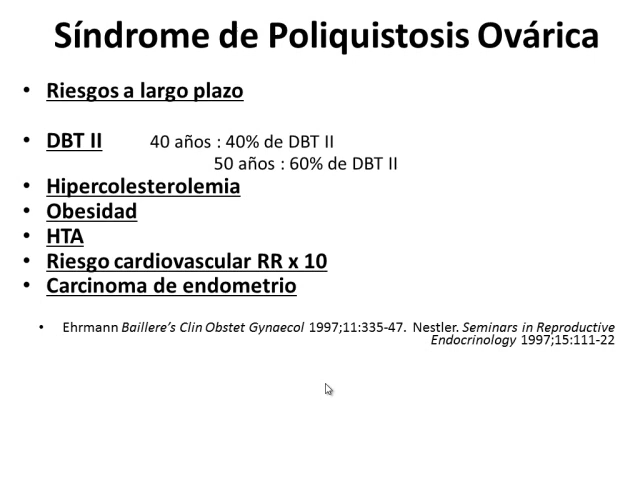 Síndrome de Poliquistosis Ovárica
• Riesgos a largo plazo
• DBT II 40 años : 40% de DBT II
50 años : 60% de DBT II
• Hipercolesterolemia
• Obesidad
• HTA
• Riesgo cardiovascular RR x 10
• Carcinoma de endometrio
• Ehrmann Baillere's Clin Obstet Gynaecol 1997;11:335-47. Nestler. Seminars in Reproductive
Endocrinology 1997;15:111-22